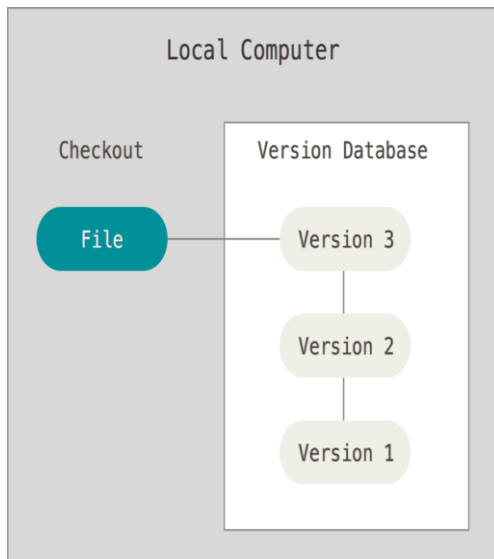 Local Computer
Checkout
Version Database
File
Version 3
Version 2
Version 1